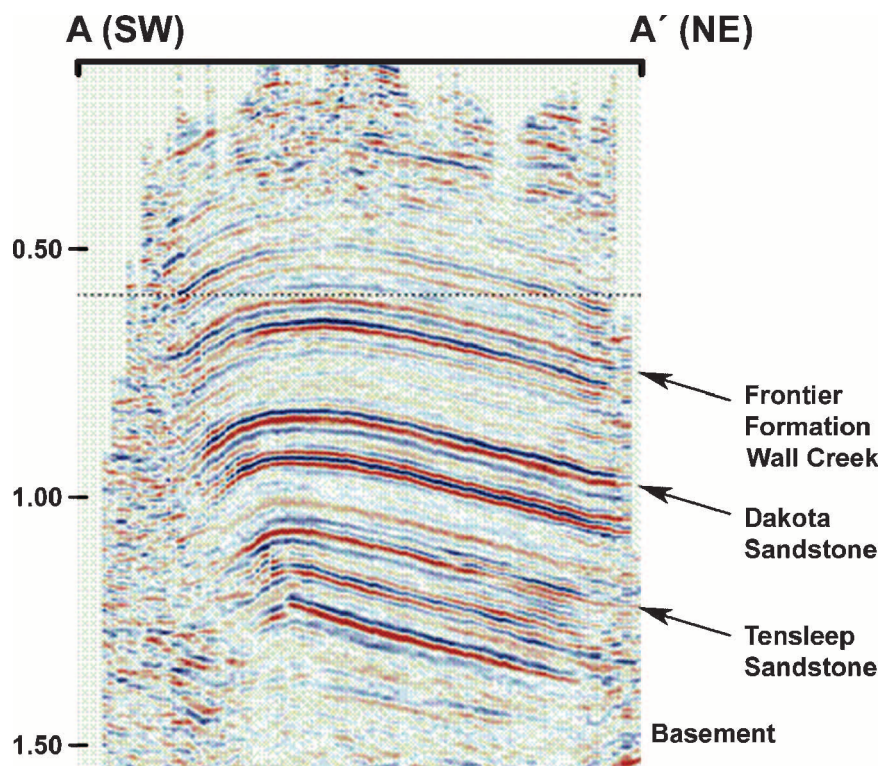 A (SW)
A´ (NE)
0.50
Frontier
Formation
Wall Creek
1.00
Dakota
Sandstone
Tensleep
Sandstone
Basement
1.50